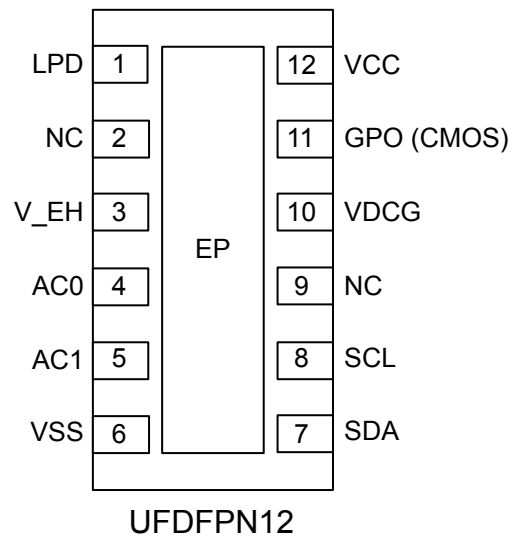 LPD 1 12 VCC
NC 2 11 GPO (CMOS)
V_EH 3 10 VDCG
EP
AC0 4 9 NC
AC1 5 8 SCL
VSS 6 7 SDA
UFDFPN12